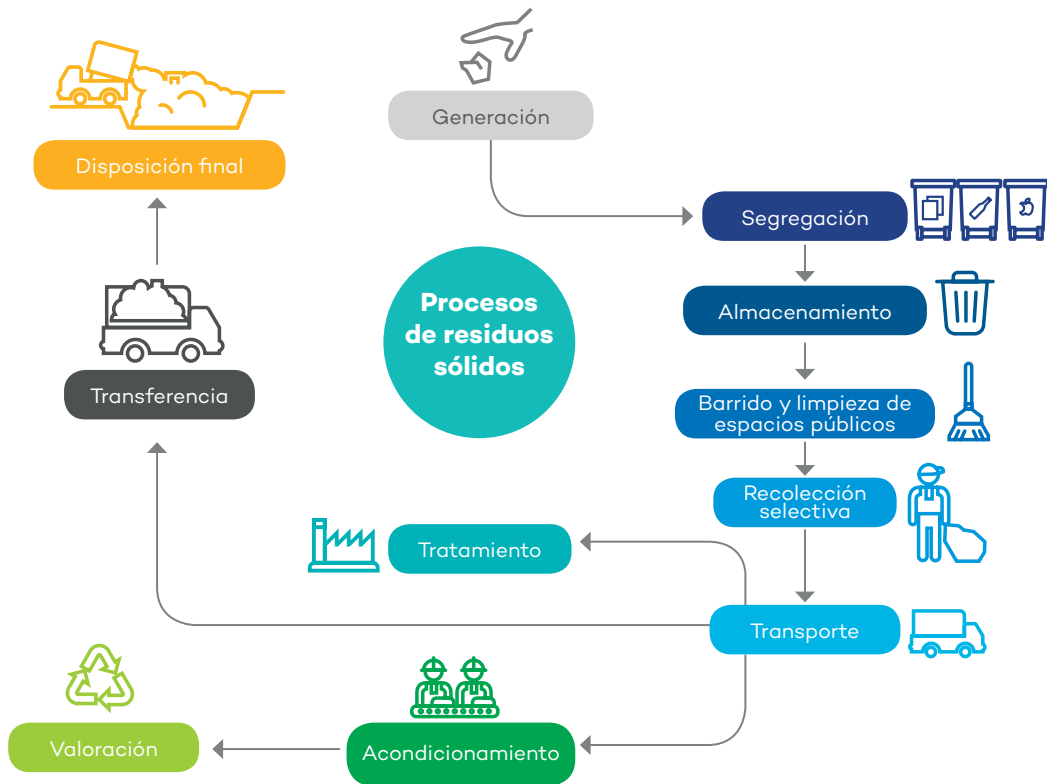 Generación
Disposición final
Segregación
Procesos
de residuos
sólidos
Almacenamiento
Transferencia
Barrido y limpieza de
espacios públicos
Recolección
selectiva
Tratamiento
Transporte
Valoración
Acondicionamiento